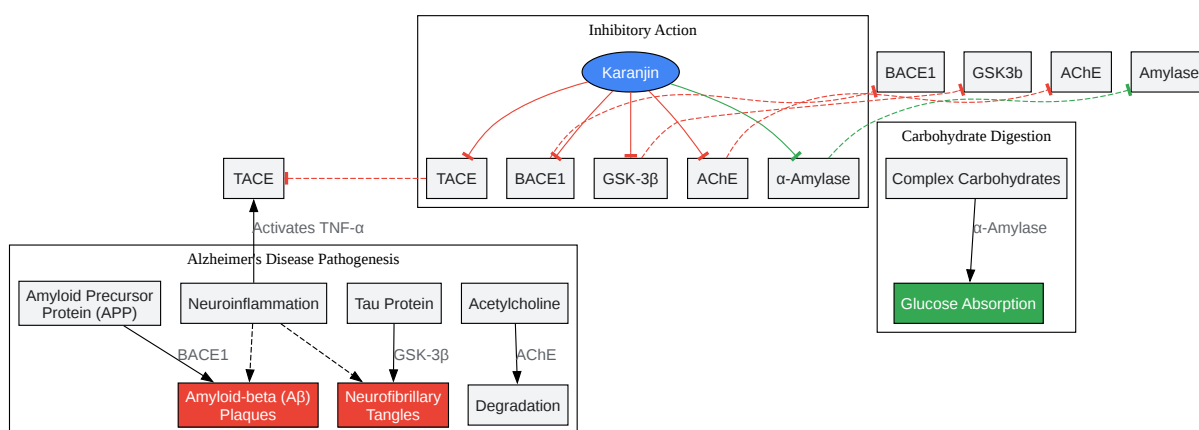 Inhibitory Action
Karanjin
BACE1
GSK3b
AChE
Amylase
Carbohydrate Digestion
TACE
TACE
BACE1
GSK-3β
AChE
α-Amylase
Complex Carbohydrates
Activates TNF-α
α-Amylase
Alzheimer's Disease Pathogenesis
Amyloid Precursor
Protein (APP)
Neuroinflammation
Tau Protein
Acetylcholine
Glucose Absorption
BACE1
GSK-3β
AChE
Amyloid-beta (Aβ)
Plaques
Neurofibrillary
Tangles
Degradation